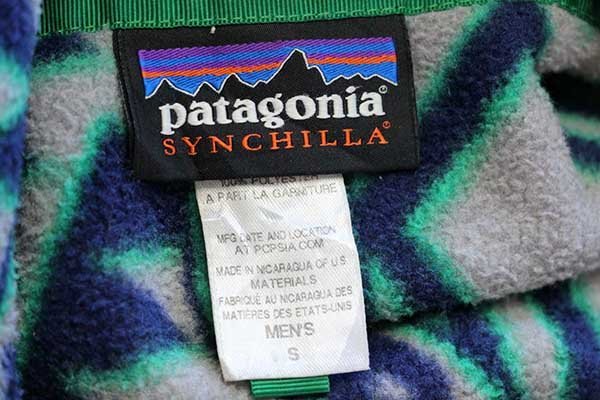 patagonia®
SYNCHILLA®
100% POLYESTER
A PART LA GARNITURE
MFG DATE AND LOCATION
AT PCPSIA.COM
MADE IN NICARAGUA OF U.S.
MATERIALS
FABRIQUÉ AU NICARAGUA DES
MATIÈRES DES ETATS-UNIS
MEN'S
S